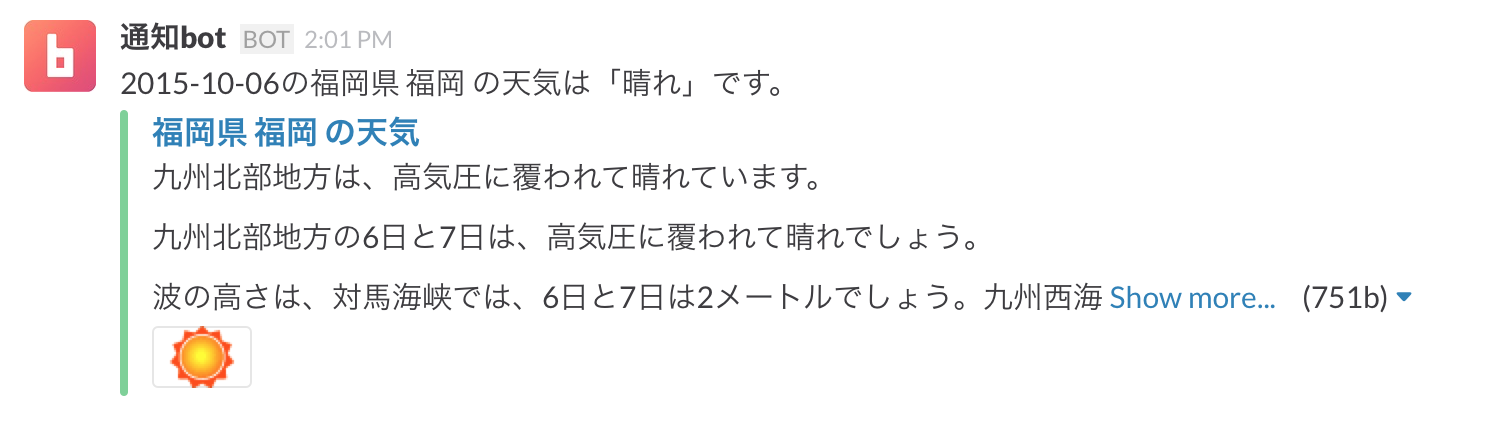 通知bot BOT 2:01 PM
2015-10-06の福岡県 福岡 の天気は「晴れ」です。
福岡県 福岡 の天気
九州北部地方は、高気圧に覆われて晴れています。
九州北部地方の6日と7日は、高気圧に覆われて晴れでしょう。
波の高さは、対馬海峡では、6日と7日は2メートルでしょう。九州西海 Show more... (751b)